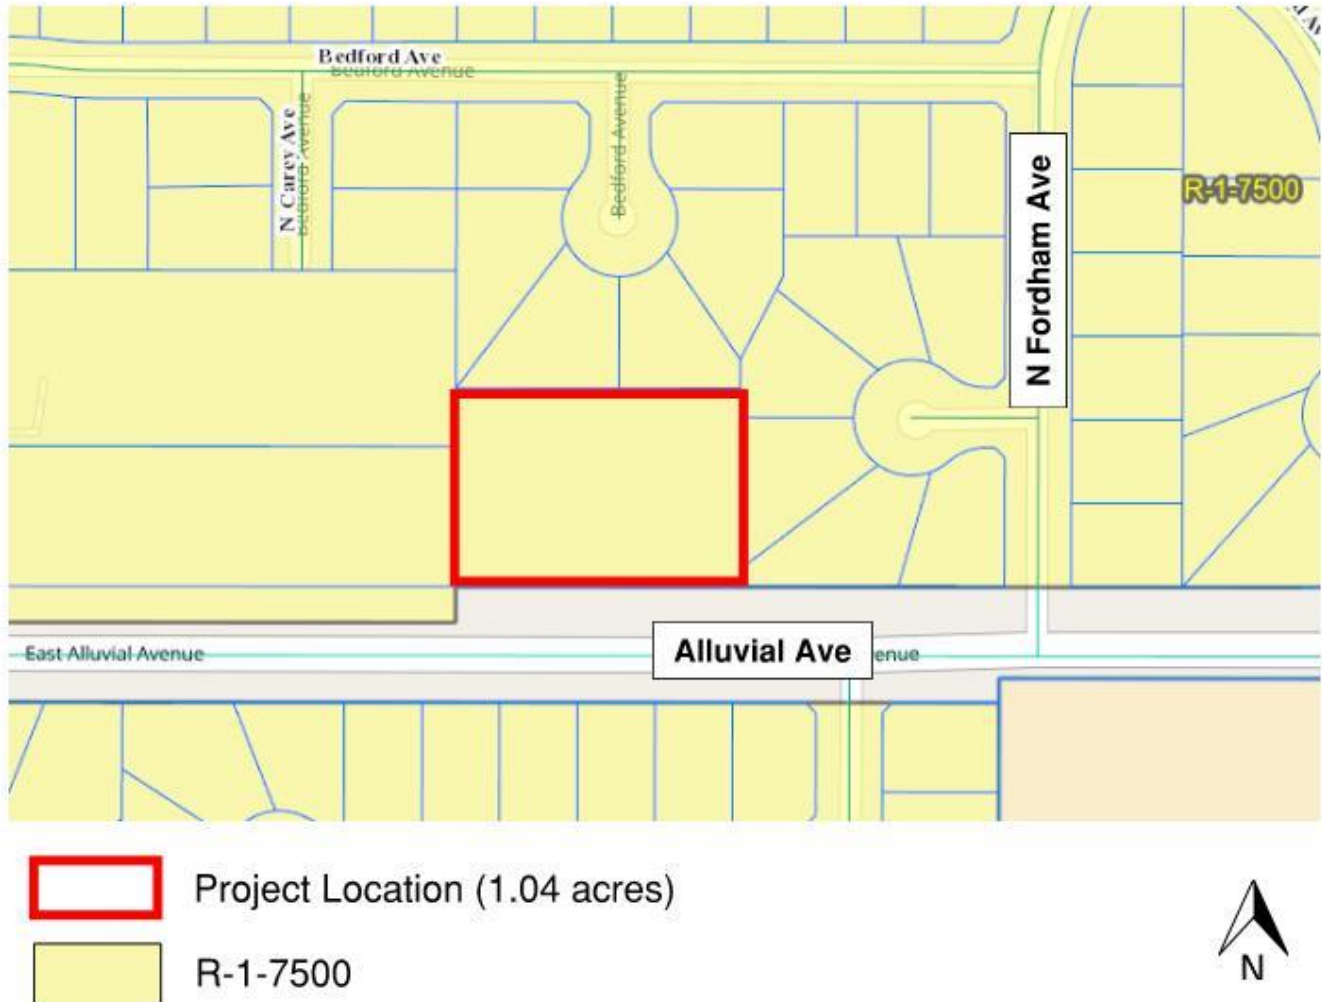 Bedford Ave
Bedford Avenue
N Carey Ave
Bedford Avenue
Bedford Avenue
N Fordham Ave
R-1-7500
East Alluvial Avenue
Alluvial Ave
enue
Project Location (1.04 acres)
R-1-7500
N